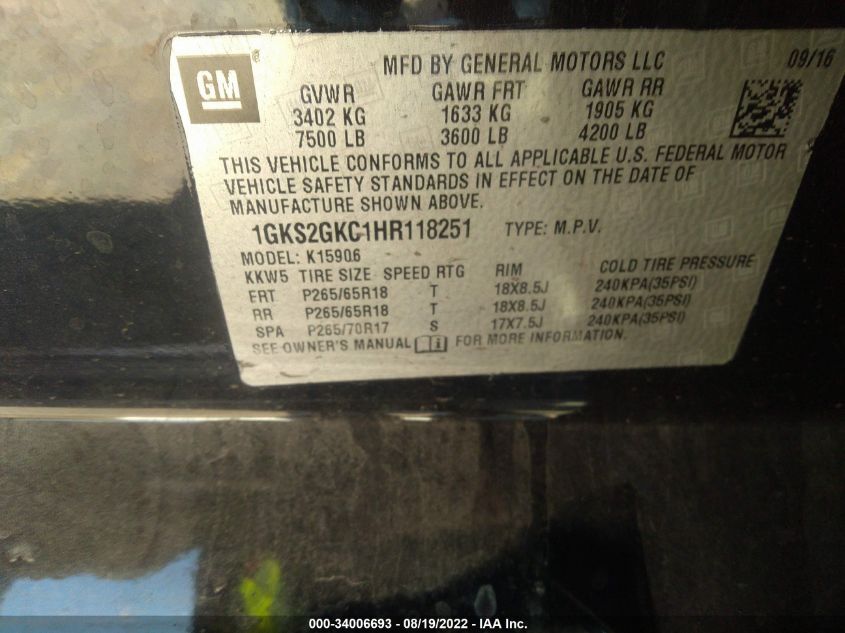 GM
MFD BY GENERAL MOTORS LLC 09/16
GVWR GAWR FRT GAWR RR
3402 KG 1633 KG 1905 KG
7500 LB 3600 LB 4200 LB
THIS VEHICLE CONFORMS TO ALL APPLICABLE U.S. FEDERAL MOTOR
VEHICLE SAFETY STANDARDS IN EFFECT ON THE DATE OF
MANUFACTURE SHOWN ABOVE.
1GKS2GKC1HR118251 TYPE: M.P.V.
MODEL: K15906
KKW5 TIRE SIZE SPEED RTG RIM COLD TIRE PRESSURE
FRT P265/65R18 T 18X8.5J 240KPA(35PSI)
RR P265/65R18 T 18X8.5J 240KPA(35PSI)
SPA P265/70R17 S 17X7.5J 240KPA(35PSI)
SEE OWNER'S MANUAL FOR MORE INFORMATION.
000-34006693 - 08/19/2022 - IAA Inc.